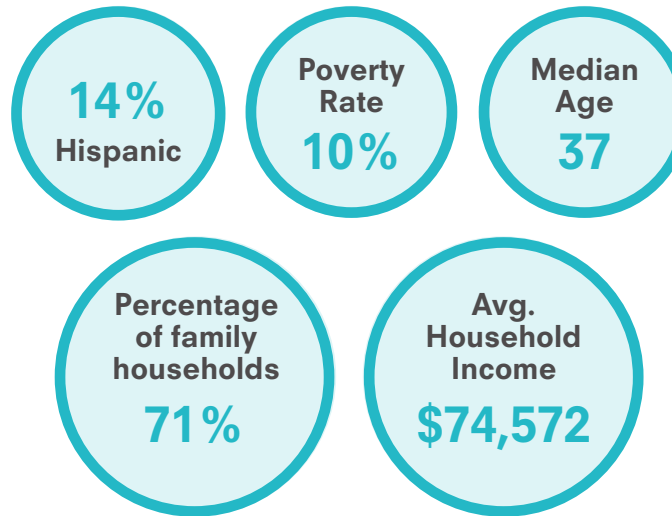 14%
Hispanic
Poverty
Rate
10%
Median
Age
37
Percentage
of family
households
71%
Avg.
Household
Income
$74,572